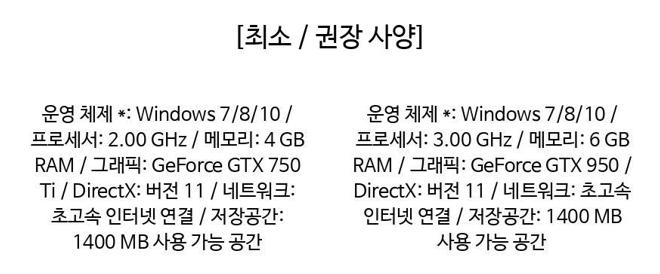 [최소 / 권장 사양]
운영 체제 *: Windows 7/8/10 /
프로세서: 2.00 GHz / 메모리: 4 GB
RAM / 그래픽: GeForce GTX 750
Ti / DirectX: 버전 11 / 네트워크:
초고속 인터넷 연결 / 저장공간:
1400 MB 사용 가능 공간
운영 체제 *: Windows 7/8/10 /
프로세서: 3.00 GHz / 메모리: 6 GB
RAM / 그래픽: GeForce GTX 950 /
DirectX: 버전 11 / 네트워크: 초고속
인터넷 연결 / 저장공간: 1400 MB
사용 가능 공간